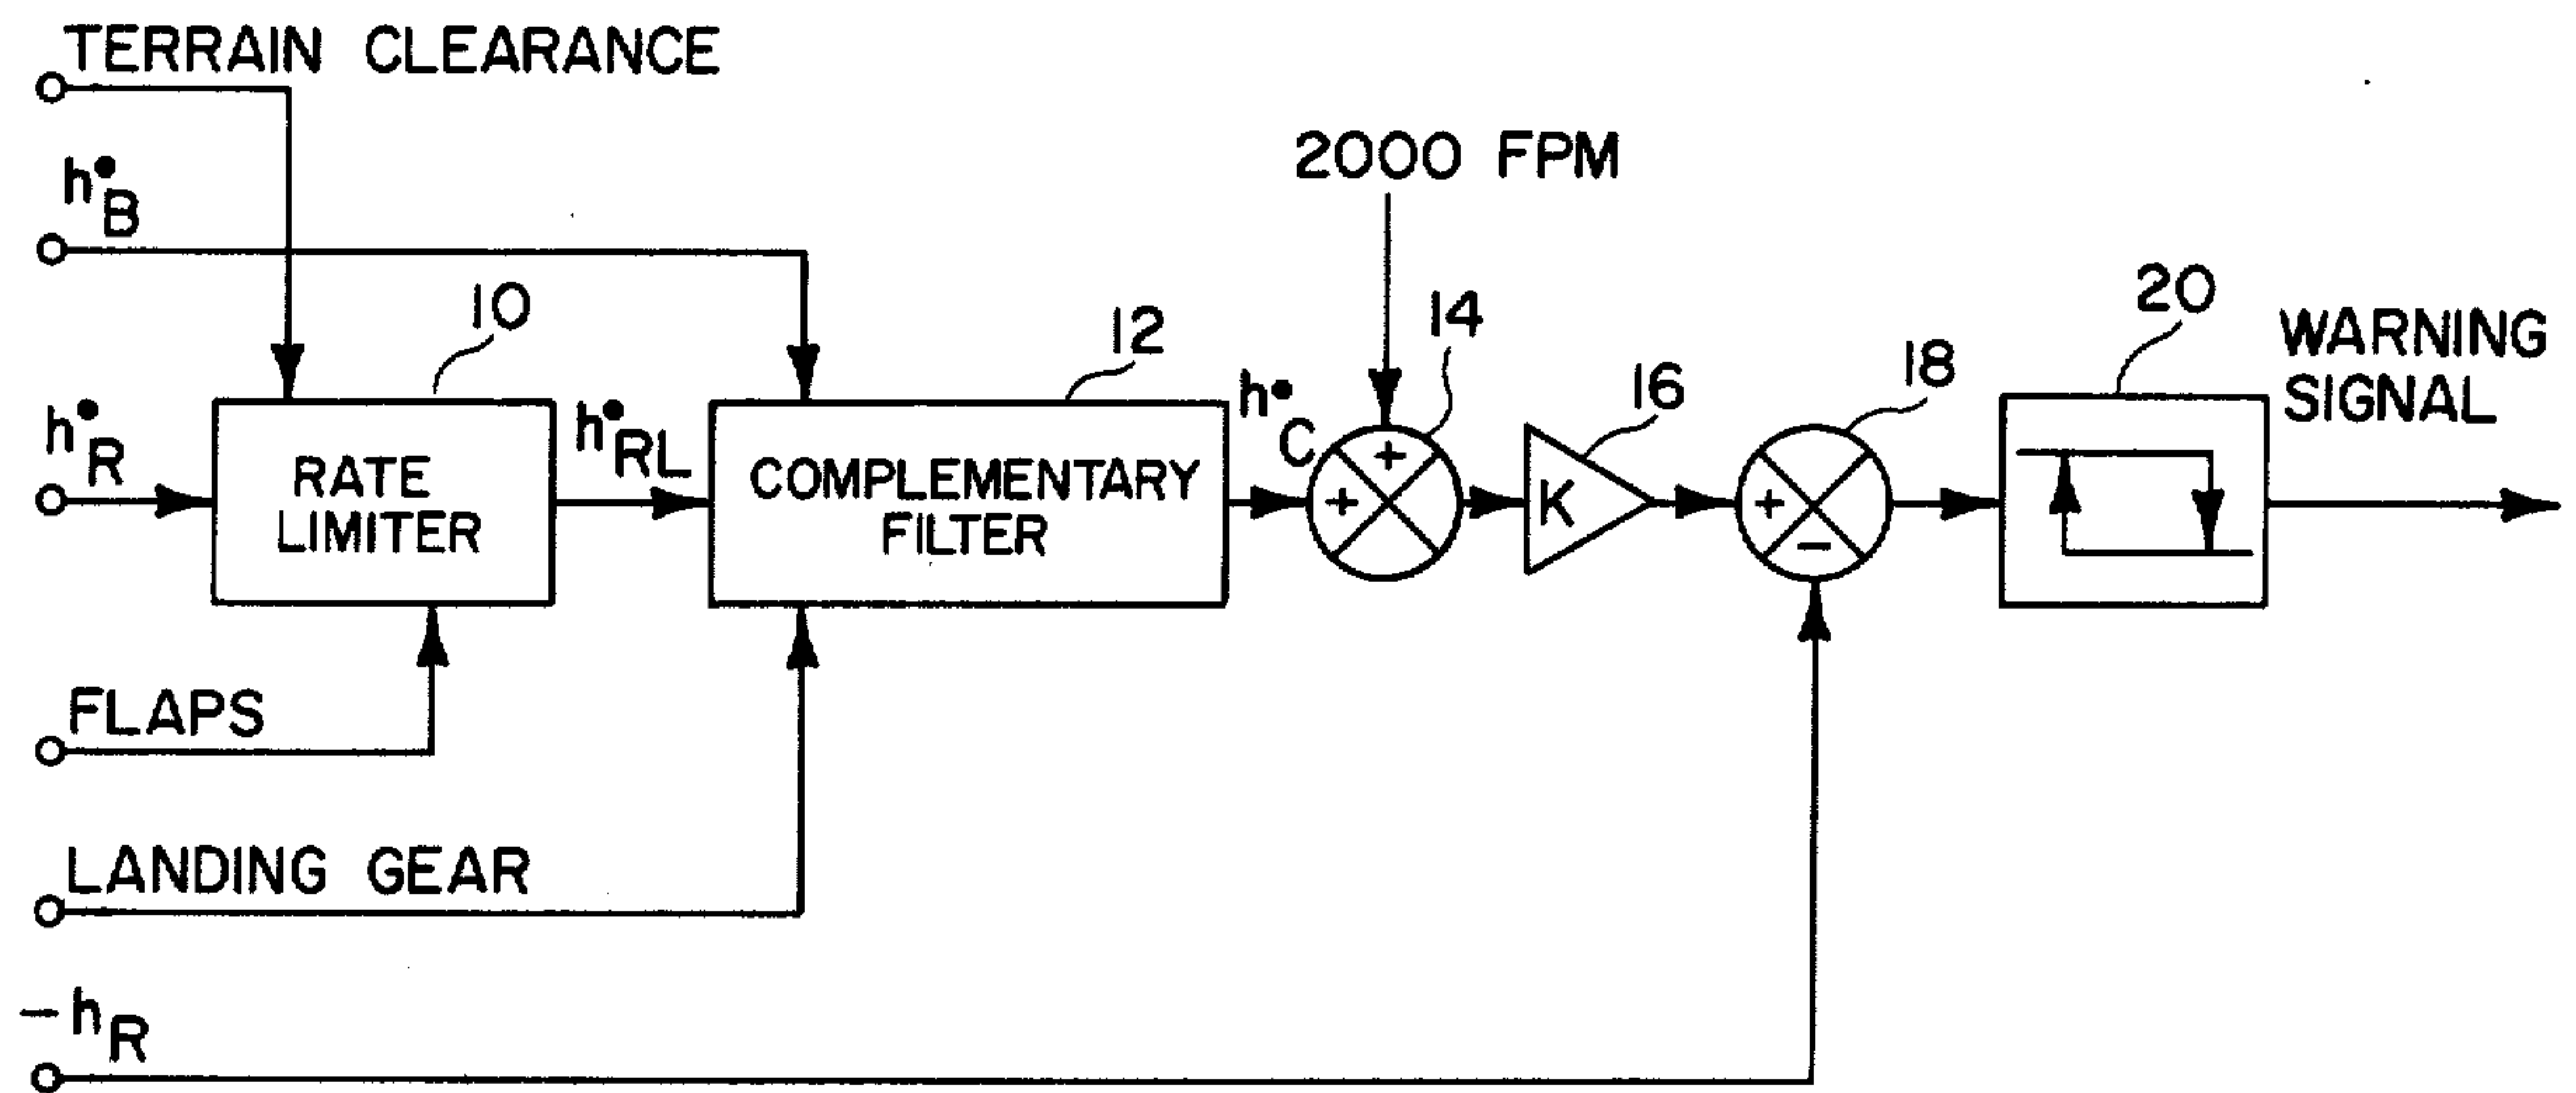 TERRAIN CLEARANCE
h•B
2000 FPM
10
12
14
16
18
20
WARNING
SIGNAL
h•R
RATE
LIMITER
h•RL
COMPLEMENTARY
FILTER
h•C
+
+
K
+
−
FLAPS
LANDING GEAR
−hR